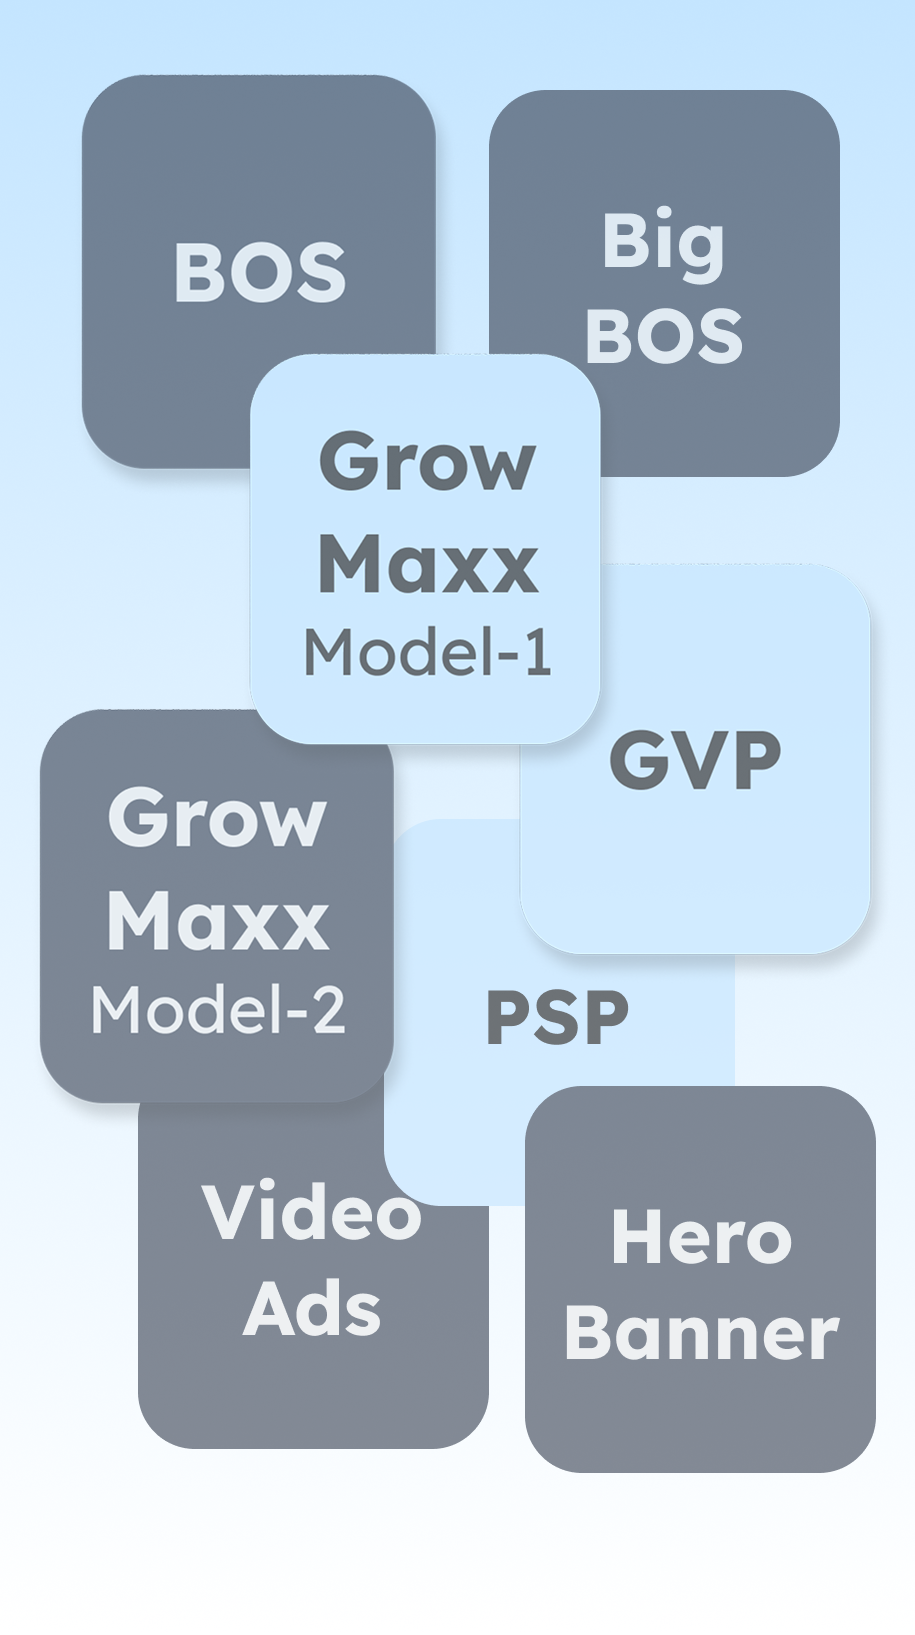 BOS
Big
BOS
Grow
Maxx
Model-1
GVP
Grow
Maxx
Model-2
PSP
Video
Ads
Hero
Banner